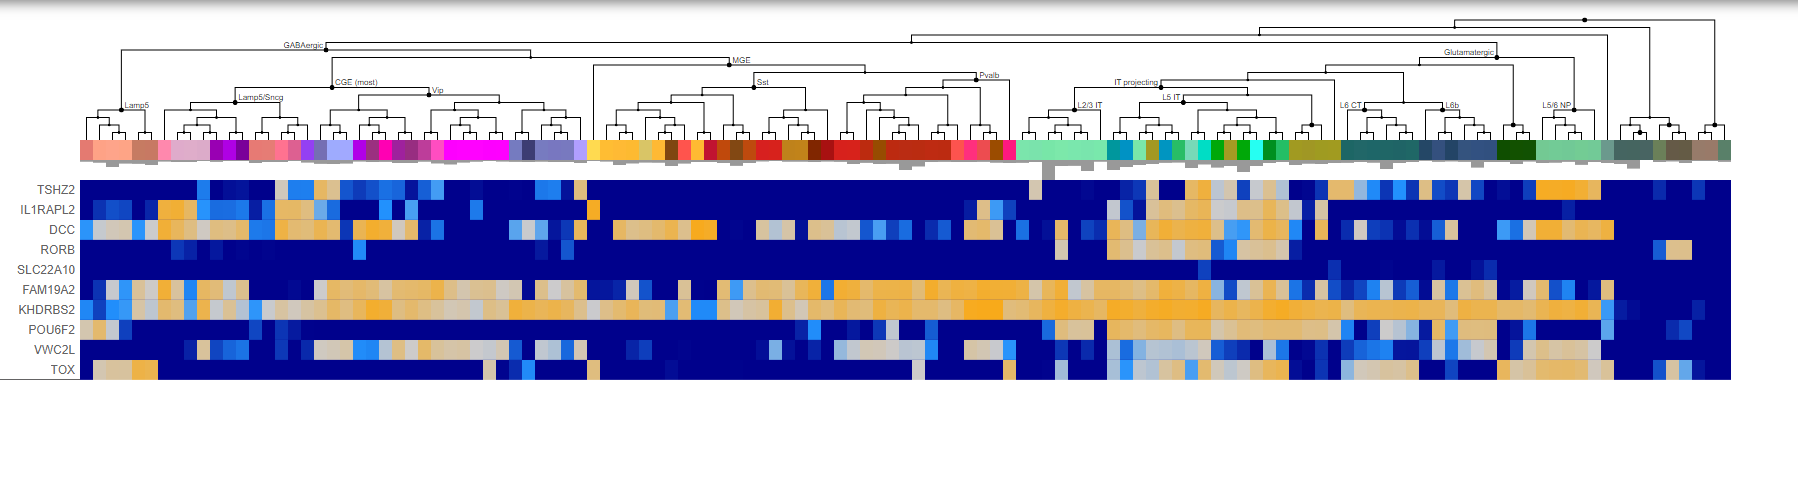 GABAergic
Glutamatergic
MGE
Sst
Pvalb
CGE (most)
IT projecting
Vip
Lamp5/Sncg
L5 IT
Lamp5
L2/3 IT
L6 CT
L6b
L5/6 NP
TSHZ2
IL1RAPL2
DCC
RORB
SLC22A10
FAM19A2
KHDRBS2
POU6F2
VWC2L
TOX